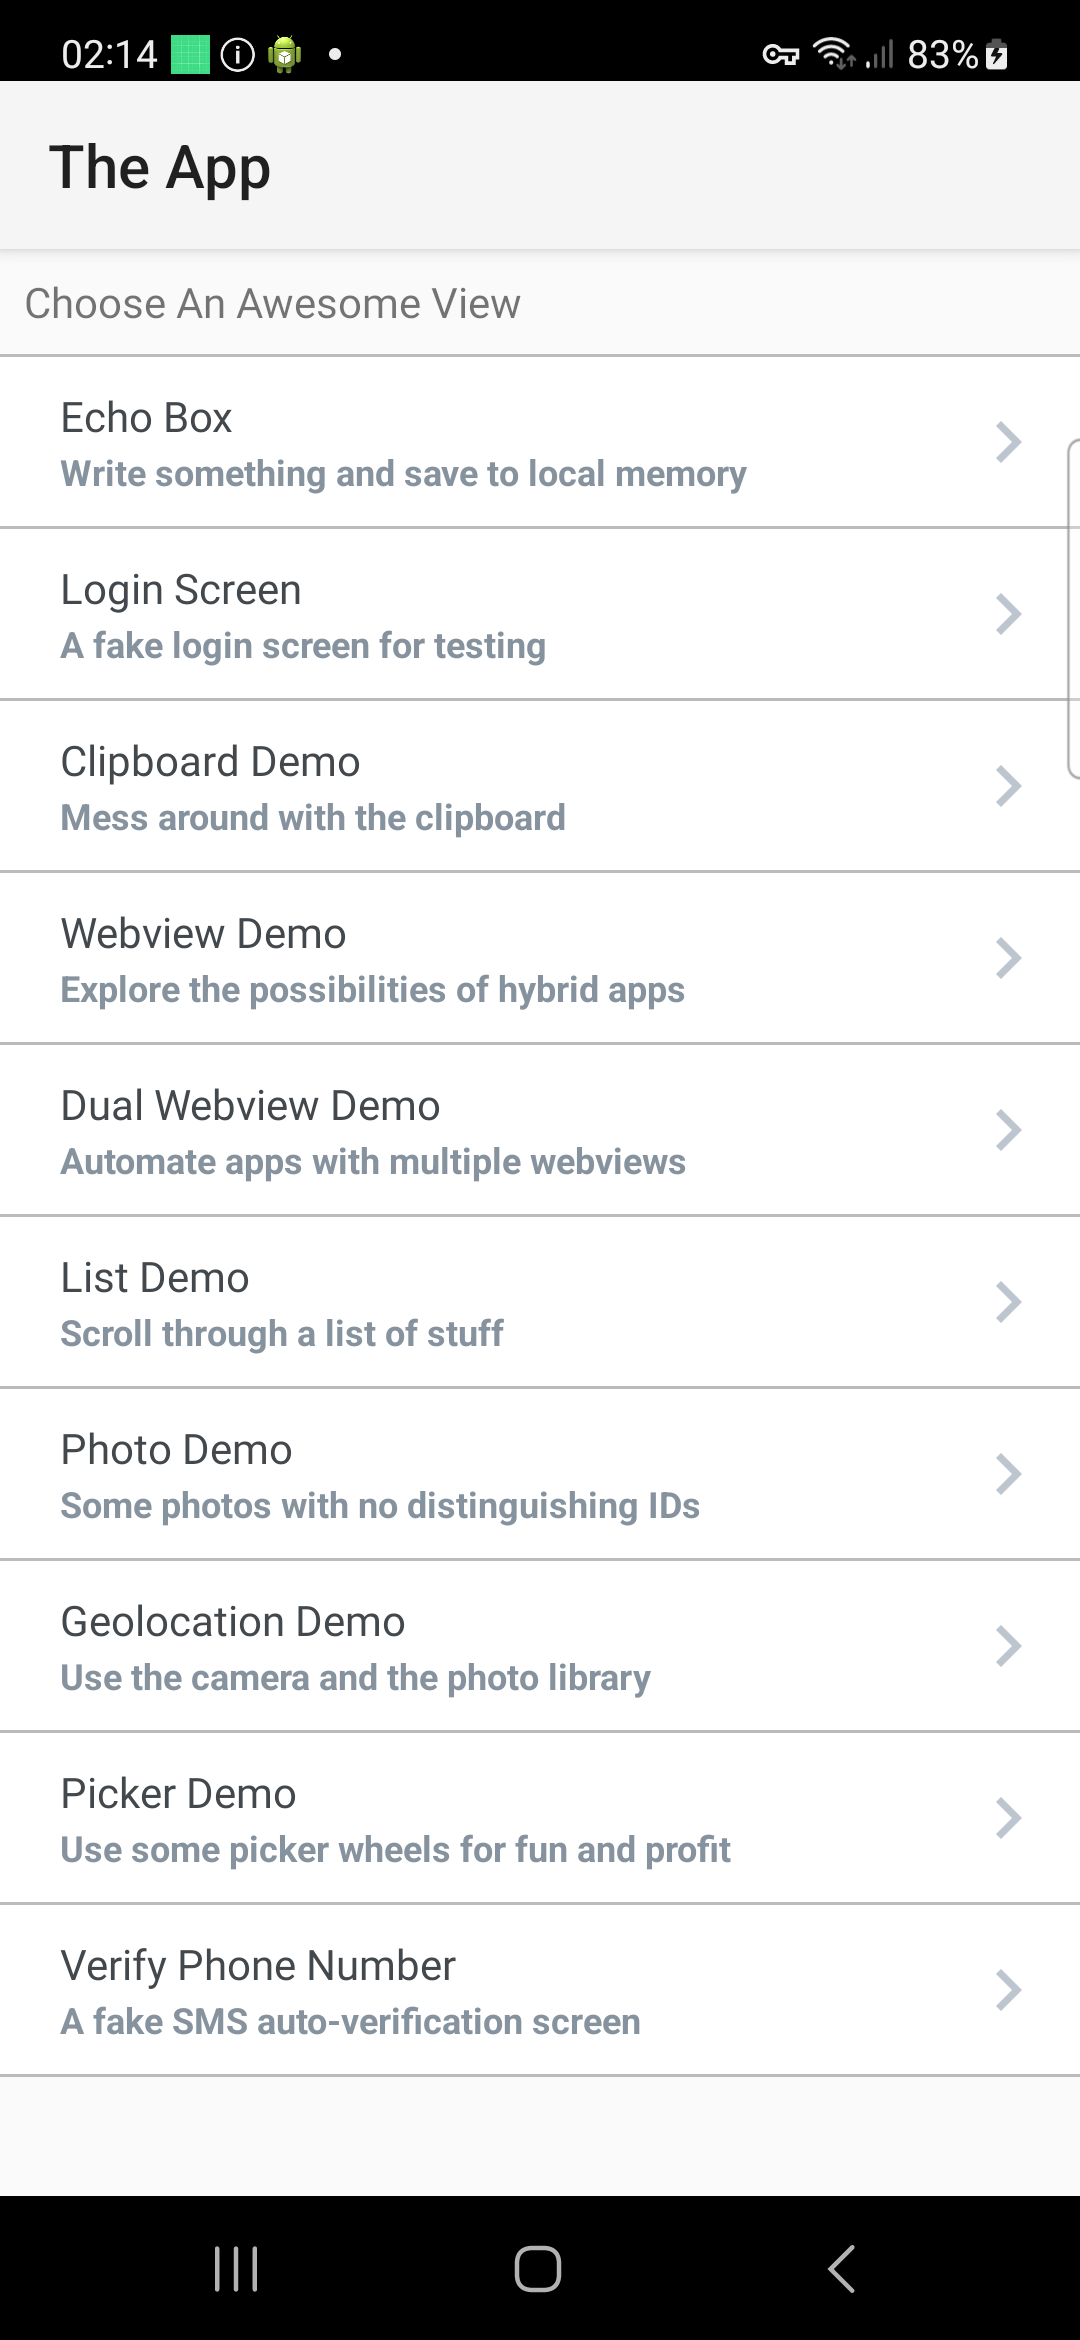 02:14 83%
The App
Choose An Awesome View
Echo Box
Write something and save to local memory
Login Screen
A fake login screen for testing
Clipboard Demo
Mess around with the clipboard
Webview Demo
Explore the possibilities of hybrid apps
Dual Webview Demo
Automate apps with multiple webviews
List Demo
Scroll through a list of stuff
Photo Demo
Some photos with no distinguishing IDs
Geolocation Demo
Use the camera and the photo library
Picker Demo
Use some picker wheels for fun and profit
Verify Phone Number
A fake SMS auto-verification screen